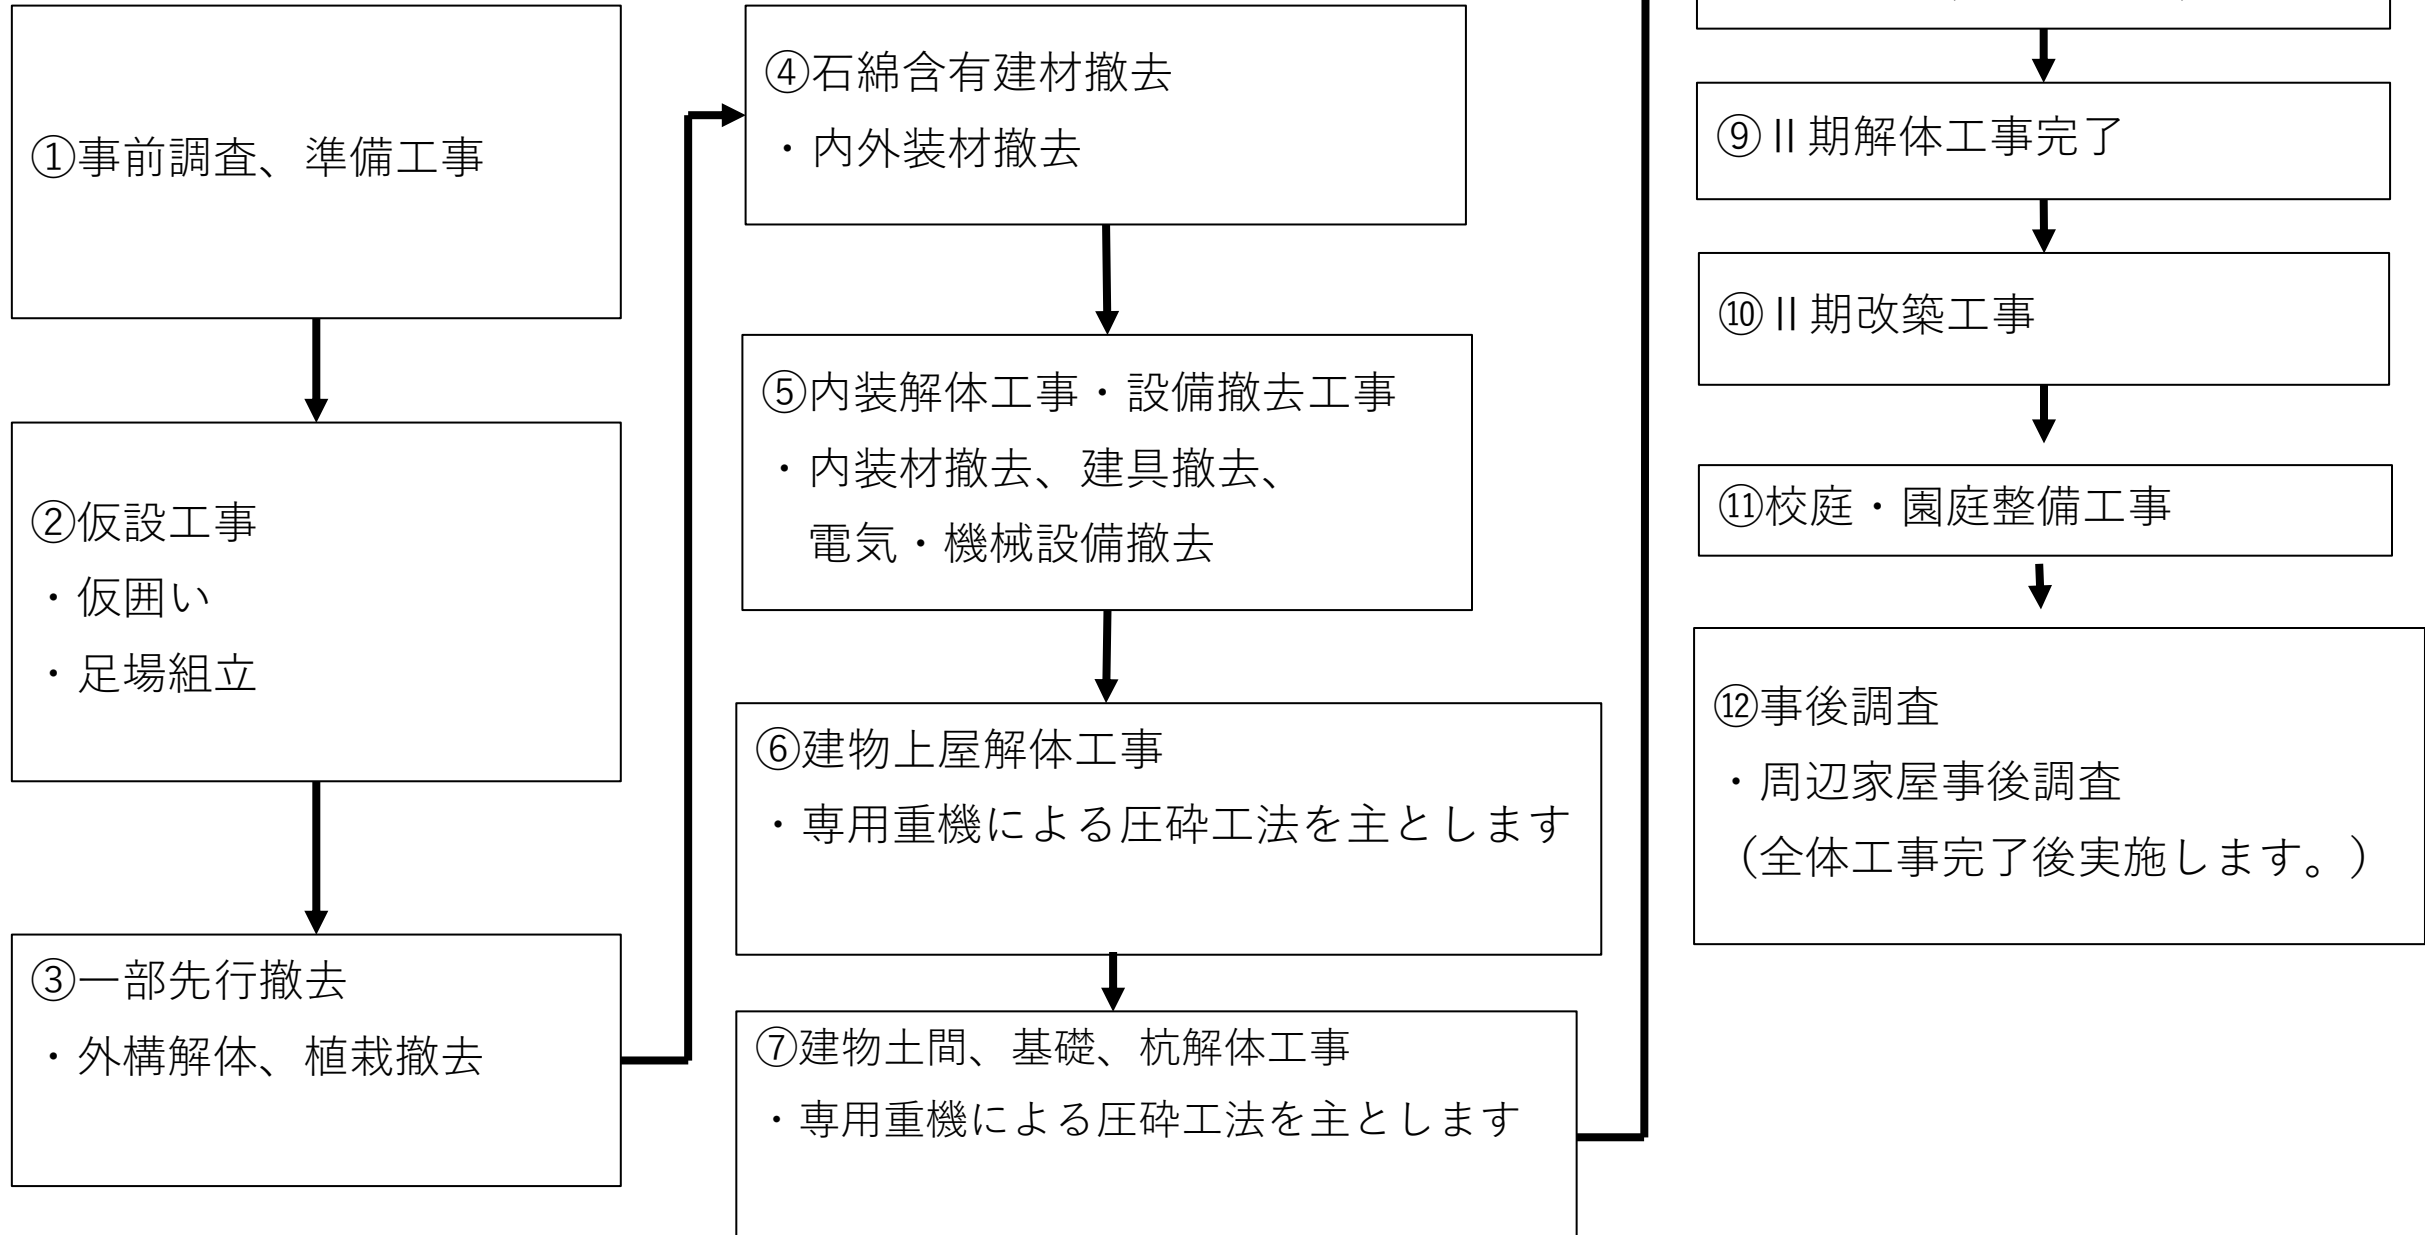 ①事前調査、準備工事
②仮設工事
・仮囲い
・足場組立
③一部先行撤去
・外構解体、植栽撤去
④石綿含有建材撤去
・内外装材撤去
⑤内装解体工事・設備撤去工事
・内装材撤去、建具撤去、
電気・機械設備撤去
⑥建物上屋解体工事
・専用重機による圧砕工法を主とします
⑦建物土間、基礎、杭解体工事
・専用重機による圧砕工法を主とします
⑨Ⅱ期解体工事完了
⑩Ⅱ期改築工事
⑪校庭・園庭整備工事
⑫事後調査
・周辺家屋事後調査
（全体工事完了後実施します。）